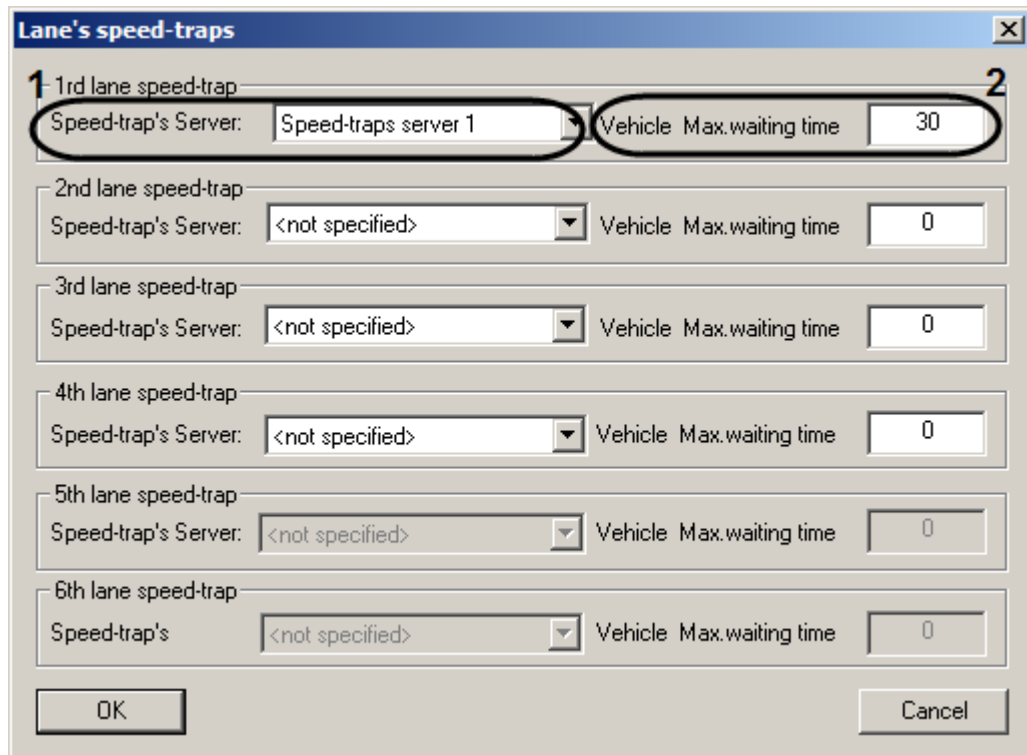 Lane's speed-traps
1 1rd lane speed-trap 2
Speed-trap's Server: Speed-traps server 1 Vehicle Max.waiting time 30
2nd lane speed-trap
Speed-trap's Server: <not specified> Vehicle Max.waiting time 0
3rd lane speed-trap
Speed-trap's Server: <not specified> Vehicle Max.waiting time 0
4th lane speed-trap
Speed-trap's Server: <not specified> Vehicle Max.waiting time 0
5th lane speed-trap
Speed-trap's Server: <not specified> Vehicle Max.waiting time 0
6th lane speed-trap
Speed-trap's <not specified> Vehicle Max.waiting time 0
OK Cancel